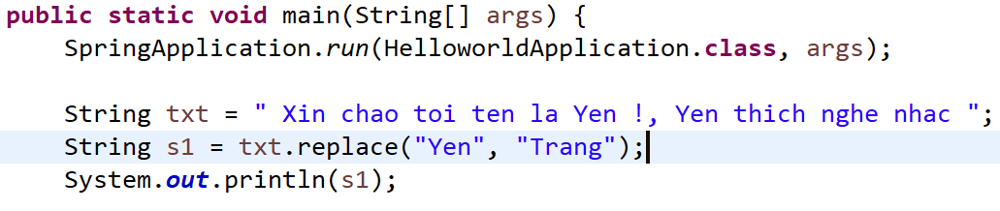 public static void main(String[] args) {
SpringApplication.run(HelloworldApplication.class, args);
String txt = " Xin chao toi ten la Yen !, Yen thich nghe nhac ";
String s1 = txt.replace("Yen", "Trang");
System.out.println(s1);